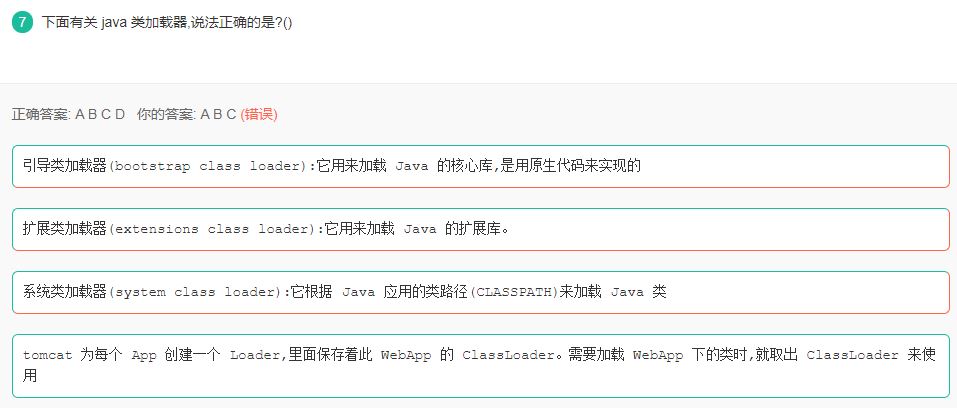 7 下面有关 java 类加载器,说法正确的是?()
正确答案: A B C D 你的答案: A B C (错误)
引导类加载器(bootstrap class loader):它用来加载 Java 的核心库,是用原生代码来实现的
扩展类加载器(extensions class loader):它用来加载 Java 的扩展库。
系统类加载器(system class loader):它根据 Java 应用的类路径(CLASSPATH)来加载 Java 类
tomcat 为每个 App 创建一个 Loader,里面保存着此 WebApp 的 ClassLoader。需要加载 WebApp 下的类时,就取出 ClassLoader 来使
用